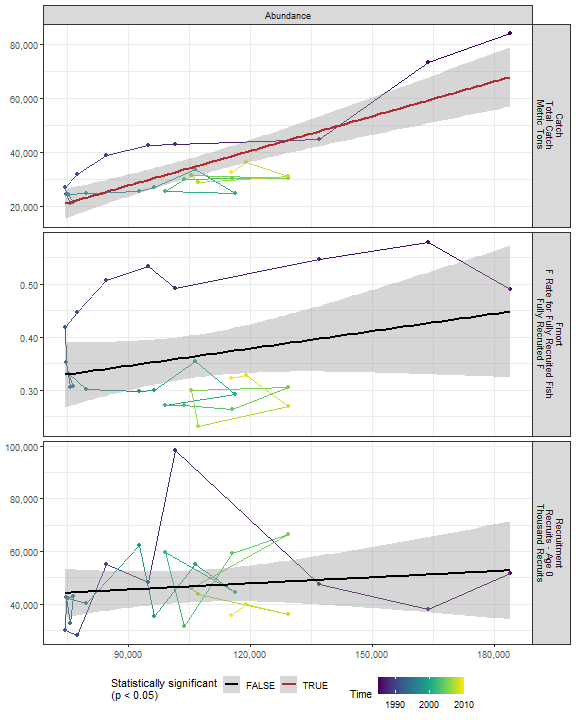 Abundance
80,000
60,000
40,000
20,000
Catch
Total Catch
Metric Tons
0.50
0.40
0.30
Fmort
F Rate for Fully Recruited Fish
Fully Recruited F
100,000
80,000
60,000
40,000
Recruitment
Recruits - Age 0
Thousand Recruits
90,000
120,000
150,000
180,000
Statistically significant
(p < 0.05)
FALSE
TRUE
Time
1990
2000
2010